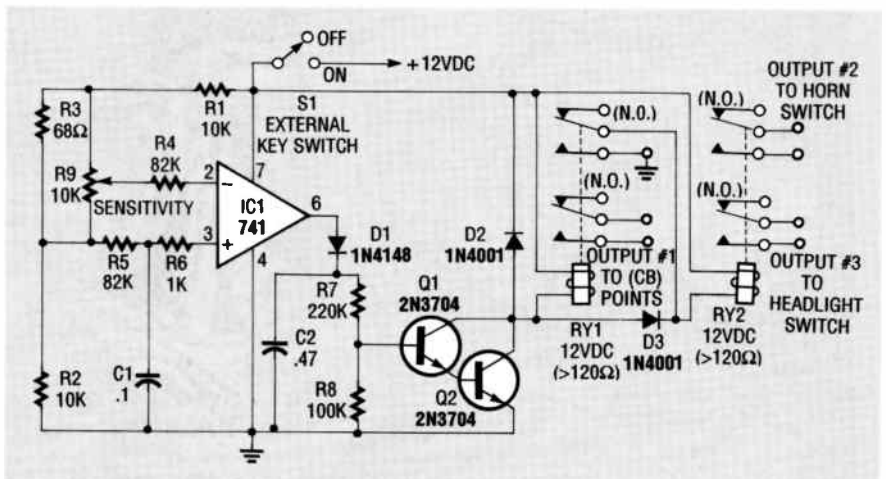 OFF
ON
+12VDC
S1
EXTERNAL
KEY SWITCH
OUTPUT #2
TO HORN
SWITCH
(N.O.)
(N.O.)
R3
68Ω
R1
10K
R4
82K
R9
10K
SENSITIVITY
2
7
IC1
741
6
3
4
R5
82K
R6
1K
D1
1N4148
D2
1N4001
(N.O.)
(N.O.)
OUTPUT #1
TO (CB)
POINTS
OUTPUT #3
TO
HEADLIGHT
SWITCH
R7
220K
Q1
2N3704
RY1
12VDC
(>120Ω)
D3
1N4001
RY2
12VDC
(>120Ω)
R2
10K
C1
.1
C2
.47
R8
100K
Q2
2N3704